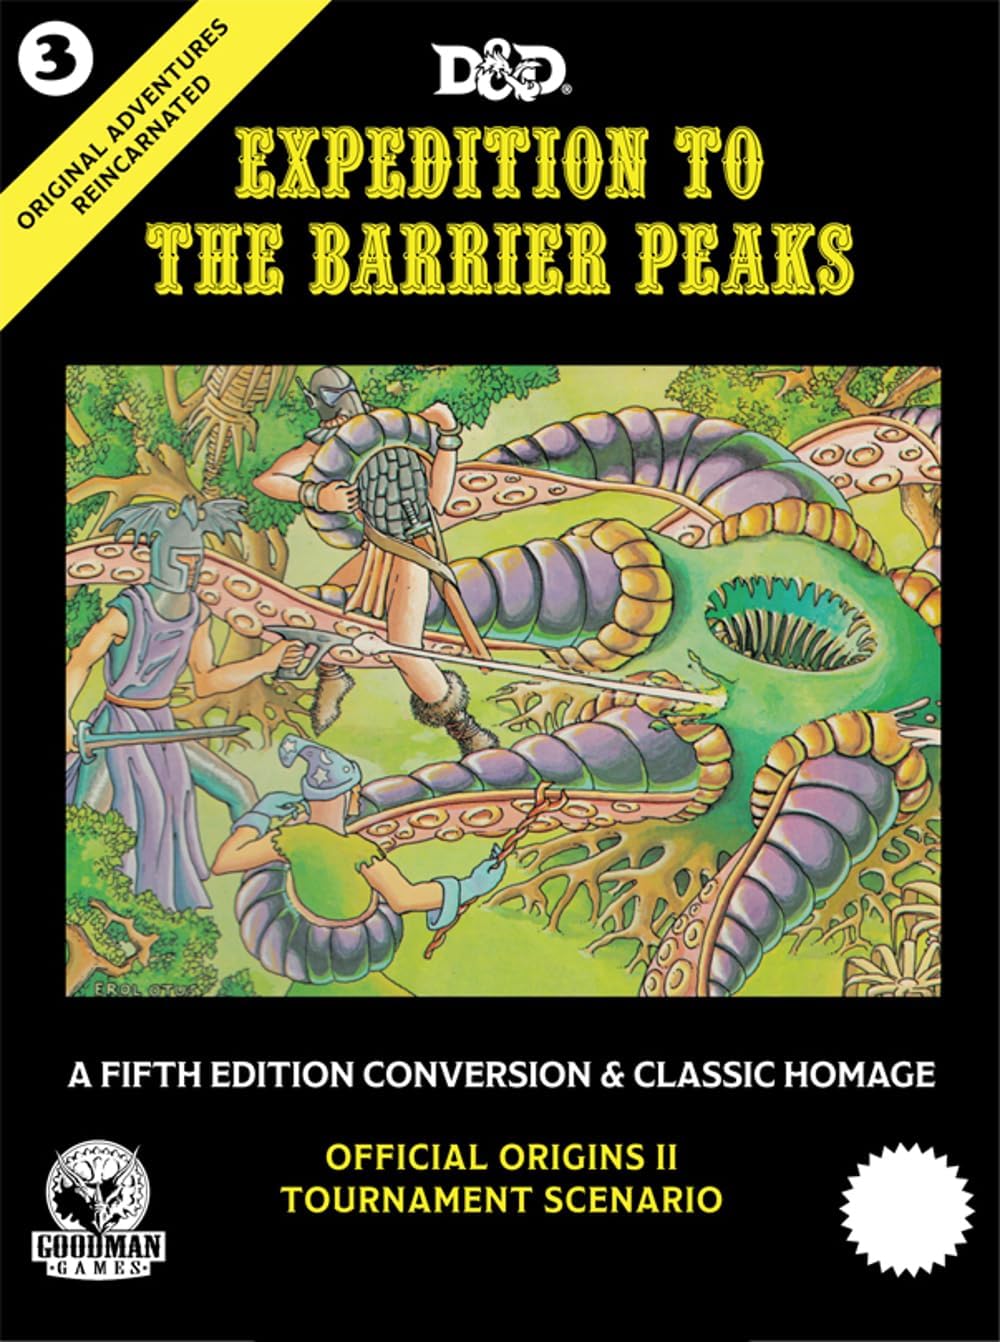 3
ORIGINAL ADVENTURES
REINCARNATED
D&D®
EXPEDITION TO
THE BARRIER PEAKS
EROL OTUS
A FIFTH EDITION CONVERSION & CLASSIC HOMAGE
OFFICIAL ORIGINS II
TOURNAMENT SCENARIO
GOODMAN
·GAMES·